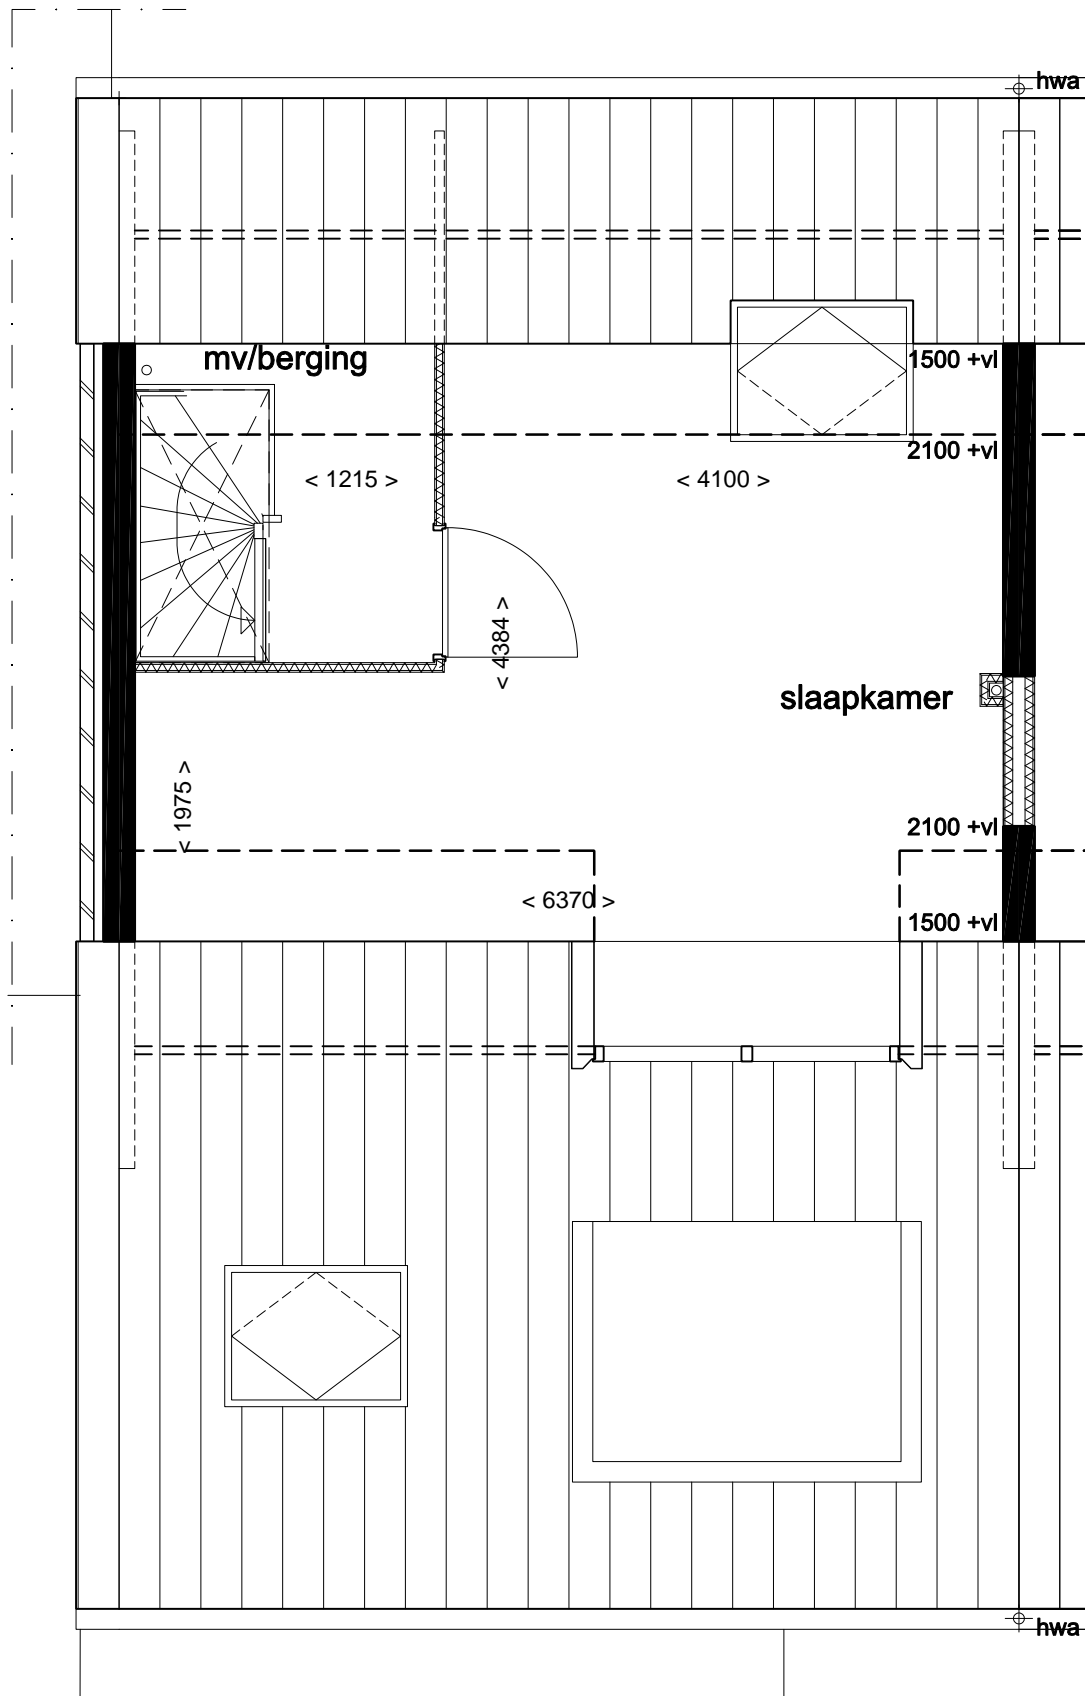 hwa
mv/berging
1500 +vl
2100 +vl
< 1215 >
< 4100 >
< 4384 >
slaapkamer
< 1975 >
2100 +vl
< 6370 >
1500 +vl
hwa